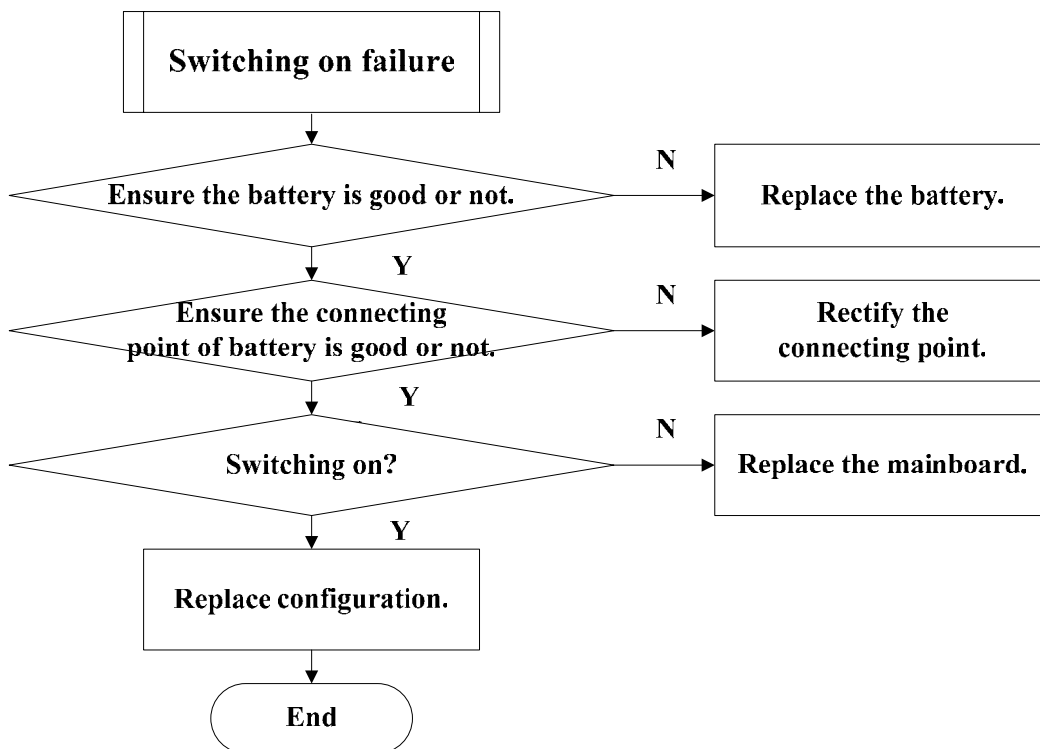 Switching on failure
Ensure the battery is good or not.
N
Replace the battery.
Y
Ensure the connecting
point of battery is good or not.
N
Rectify the
connecting point.
Y
Switching on?
N
Replace the mainboard.
Y
Replace configuration.
End